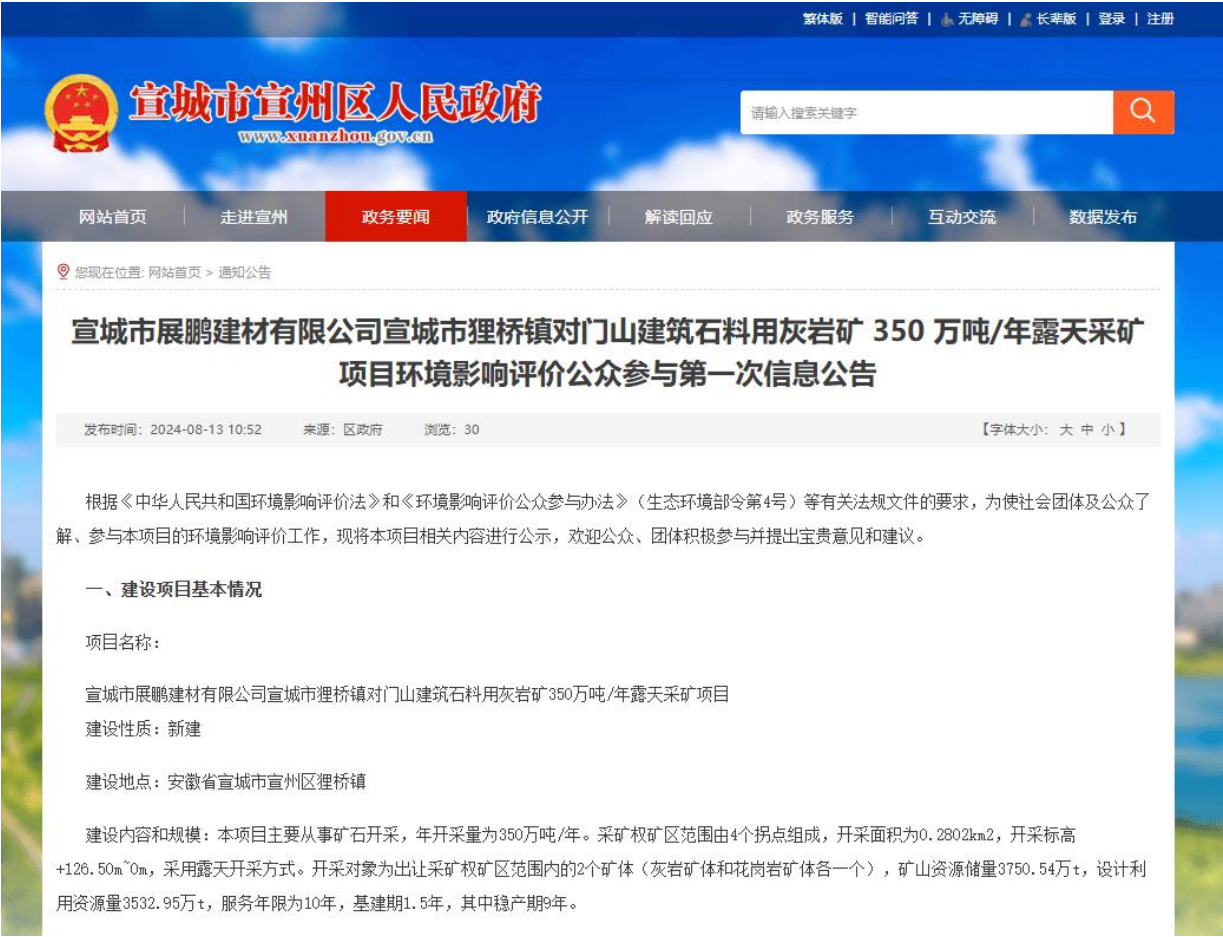 繁体版 | 智能问答 | 无障碍 | 长辈版 | 登录 | 注册
宣城市宣州区人民政府
www.xuanzhou.gov.cn
请输入搜索关键字
网站首页 走进宣州 政务要闻 政府信息公开 解读回应 政务服务 互动交流 数据发布
您现在位置: 网站首页 > 通知公告
宣城市展鹏建材有限公司宣城市狸桥镇对门山建筑石料用灰岩矿 350 万吨/年露天采矿
项目环境影响评价公众参与第一次信息公告
发布时间：2024-08-13 10:52 来源：区政府 浏览：30 【字体大小：大 中 小】
根据《中华人民共和国环境影响评价法》和《环境影响评价公众参与办法》（生态环境部令第4号）等有关法规文件的要求，为使社会团体及公众了
解、参与本项目的环境影响评价工作，现将本项目相关内容进行公示，欢迎公众、团体积极参与并提出宝贵意见和建议。
一、建设项目基本情况
项目名称：
宣城市展鹏建材有限公司宣城市狸桥镇对门山建筑石料用灰岩矿350万吨/年露天采矿项目
建设性质：新建
建设地点：安徽省宣城市宣州区狸桥镇
建设内容和规模：本项目主要从事矿石开采，年开采量为350万吨/年。采矿权矿区范围由4个拐点组成，开采面积为0.2802km2，开采标高
+126.50m~0m，采用露天开采方式。开采对象为出让采矿权矿区范围内的2个矿体（灰岩矿体和花岗岩矿体各一个），矿山资源储量3750.54万t，设计利
用资源量3532.95万t，服务年限为10年，基建期1.5年，其中稳产期9年。